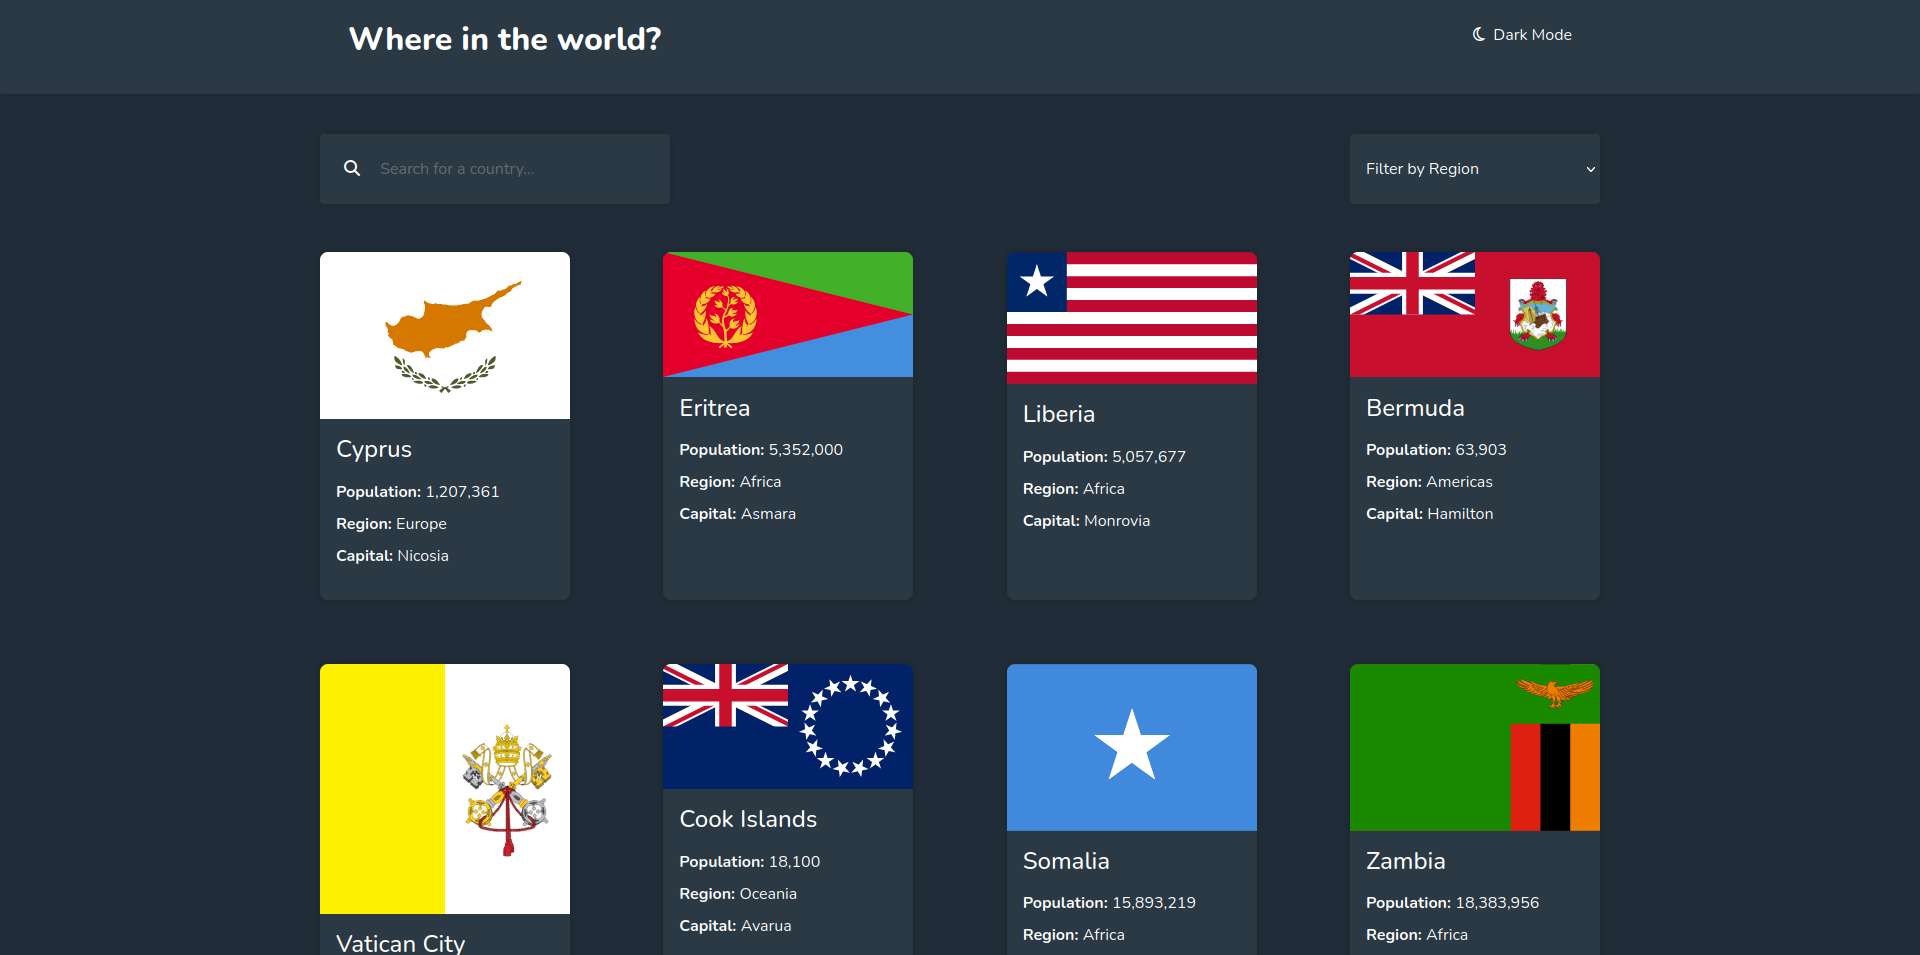 Where in the world?
Dark Mode
Search for a country...
Filter by Region
Cyprus
Population: 1,207,361
Region: Europe
Capital: Nicosia
Eritrea
Population: 5,352,000
Region: Africa
Capital: Asmara
Liberia
Population: 5,057,677
Region: Africa
Capital: Monrovia
Bermuda
Population: 63,903
Region: Americas
Capital: Hamilton
Vatican City
Cook Islands
Population: 18,100
Region: Oceania
Capital: Avarua
Somalia
Population: 15,893,219
Region: Africa
Zambia
Population: 18,383,956
Region: Africa